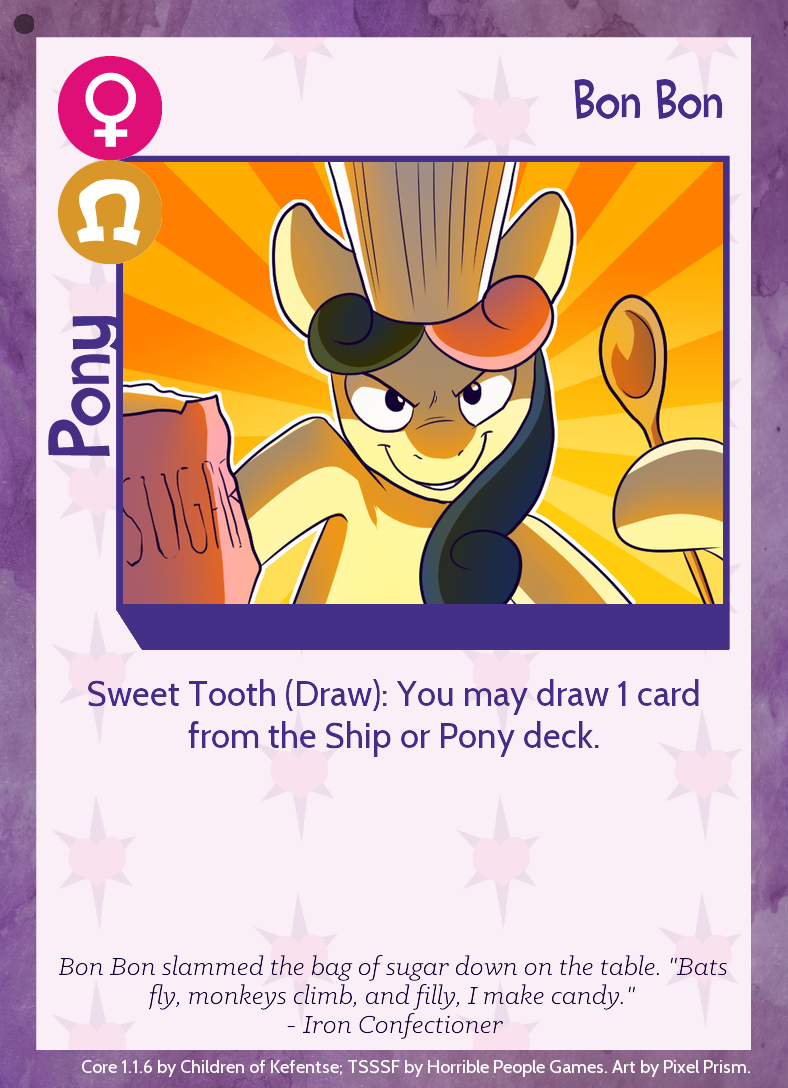 Bon Bon
Pony
SUGAR
Sweet Tooth (Draw): You may draw 1 card
from the Ship or Pony deck.
Bon Bon slammed the bag of sugar down on the table. "Bats
fly, monkeys climb, and filly, I make candy."
- Iron Confectioner
Core 1.1.6 by Children of Kefentse; TSSSF by Horrible People Games. Art by Pixel Prism.